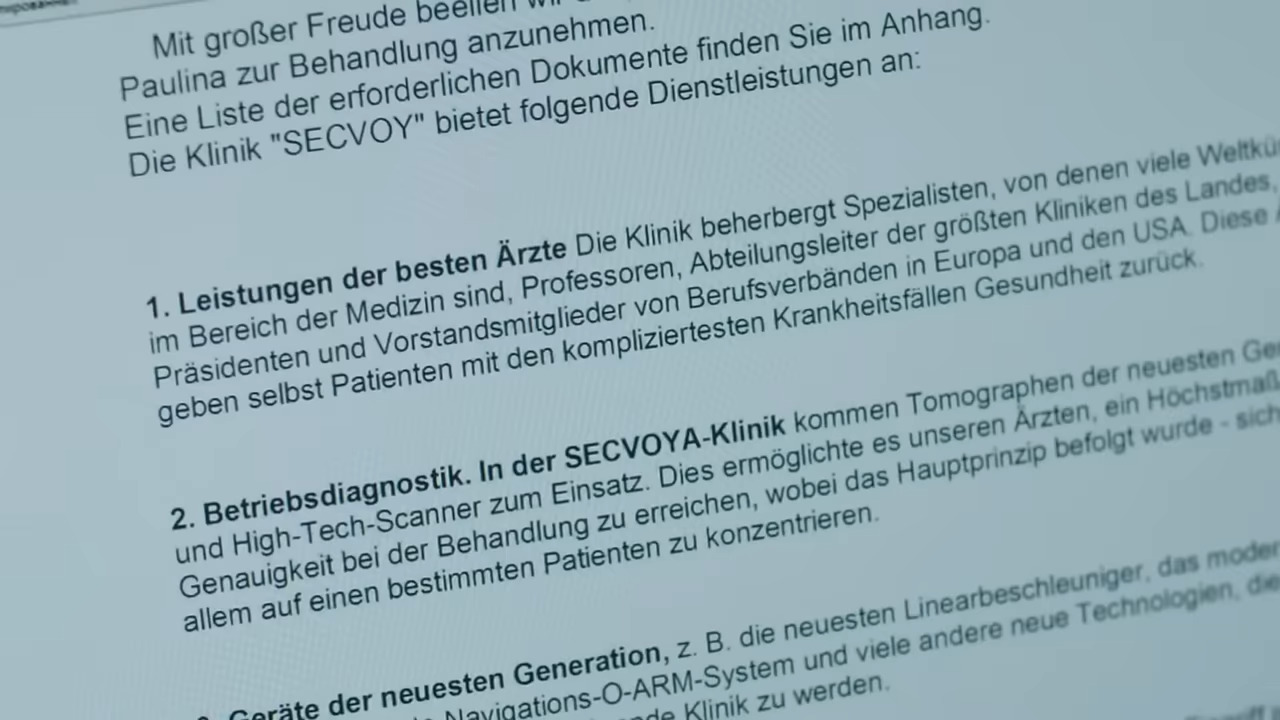 Mit großer Freude beeilen wir
Paulina zur Behandlung anzunehmen.
Eine Liste der erforderlichen Dokumente finden Sie im Anhang.
Die Klinik "SECVOY" bietet folgende Dienstleistungen an:
1. Leistungen der besten Ärzte Die Klinik beherbergt Spezialisten, von denen viele
im Bereich der Medizin sind, Professoren, Abteilungsleiter der größten Kliniken des Landes,
Präsidenten und Vorstandsmitglieder von Berufsverbänden in Europa und den USA. Diese
geben selbst Patienten mit den kompliziertesten Krankheitsfällen Gesundheit zurück.
2. Betriebsdiagnostik. In der SECVOYA-Klinik kommen Tomographen der neuesten
und High-Tech-Scanner zum Einsatz. Dies ermöglichte es unseren Ärzten, ein Höchstmaß
Genauigkeit bei der Behandlung zu erreichen, wobei das Hauptprinzip befolgt wurde - sich
allem auf einen bestimmten Patienten zu konzentrieren.
Geräte der neuesten Generation, z. B. die neuesten Linearbeschleuniger, das
Navigations-O-ARM-System und viele andere neue Technologien, die
Klinik zu werden.